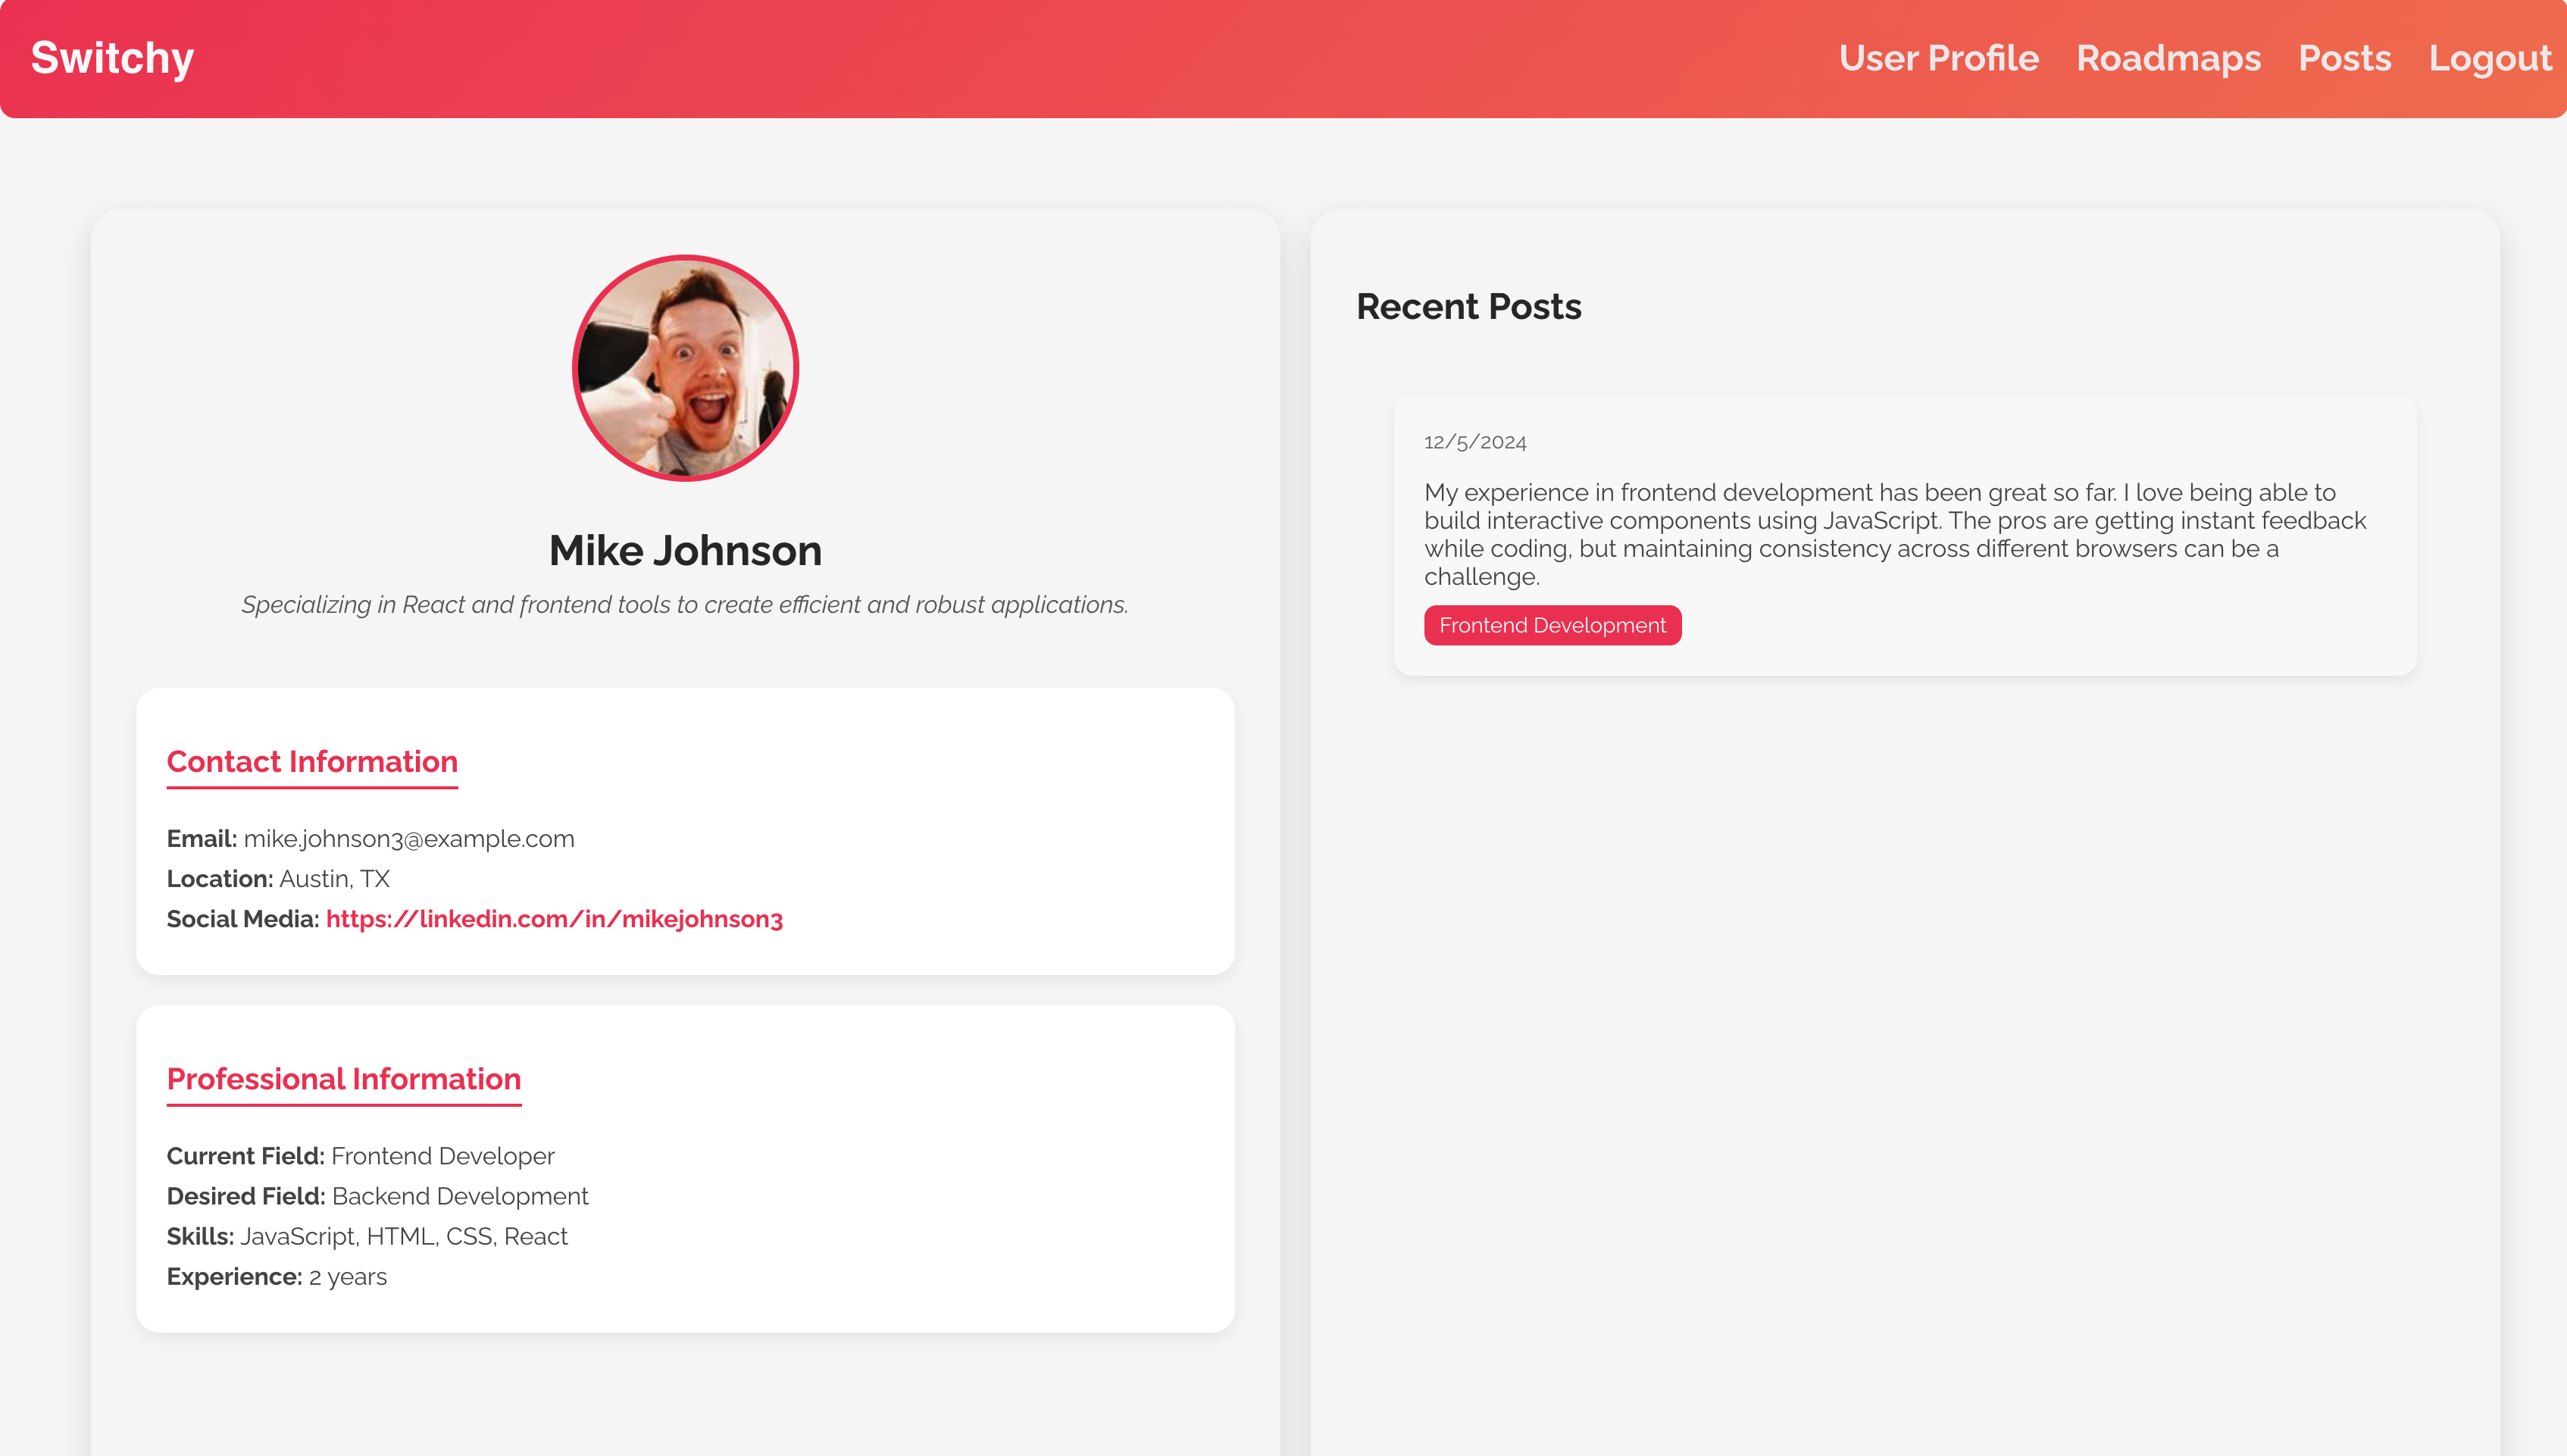 Switchy
User Profile Roadmaps Posts Logout
Mike Johnson
Specializing in React and frontend tools to create efficient and robust applications.
Contact Information
Email: mike.johnson3@example.com
Location: Austin, TX
Social Media: https://linkedin.com/in/mikejohnson3
Professional Information
Current Field: Frontend Developer
Desired Field: Backend Development
Skills: JavaScript, HTML, CSS, React
Experience: 2 years
Recent Posts
12/5/2024
My experience in frontend development has been great so far. I love being able to
build interactive components using JavaScript. The pros are getting instant feedback
while coding, but maintaining consistency across different browsers can be a
challenge.
Frontend Development